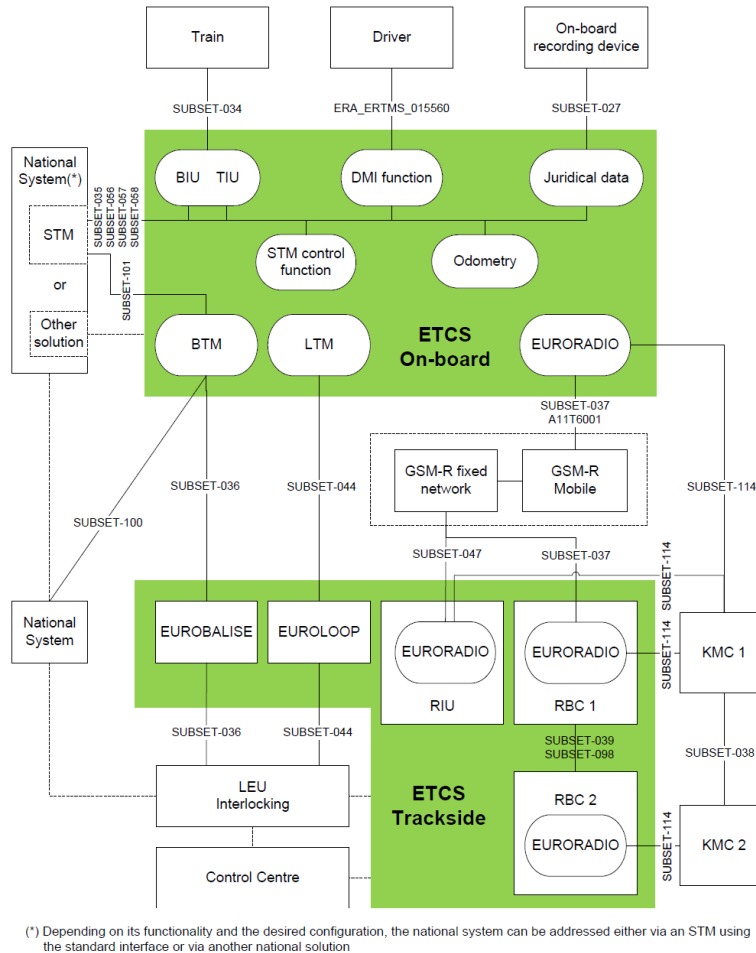 Train
Driver
On-board
recording device
SUBSET-034
ERA_ERTMS_015560
SUBSET-027
National
System(*)
STM
or
Other
solution
SUBSET-035
SUBSET-056
SUBSET-057
SUBSET-058
SUBSET-101
BIU TIU
DMI function
Juridical data
STM control
function
Odometry
BTM
LTM
ETCS
On-board
EURORADIO
SUBSET-037
A11T6001
GSM-R fixed
network
GSM-R
Mobile
SUBSET-036
SUBSET-044
SUBSET-114
SUBSET-100
SUBSET-047
SUBSET-037
SUBSET-114
National
System
EUROBALISE
EUROLOOP
EURORADIO
RIU
EURORADIO
RBC 1
SUBSET-114
KMC 1
SUBSET-036
SUBSET-044
SUBSET-039
SUBSET-098
SUBSET-038
LEU
Interlocking
ETCS
Trackside
RBC 2
EURORADIO
SUBSET-114
KMC 2
Control Centre
(*) Depending on its functionality and the desired configuration, the national system can be addressed either via an STM using
the standard interface or via another national solution